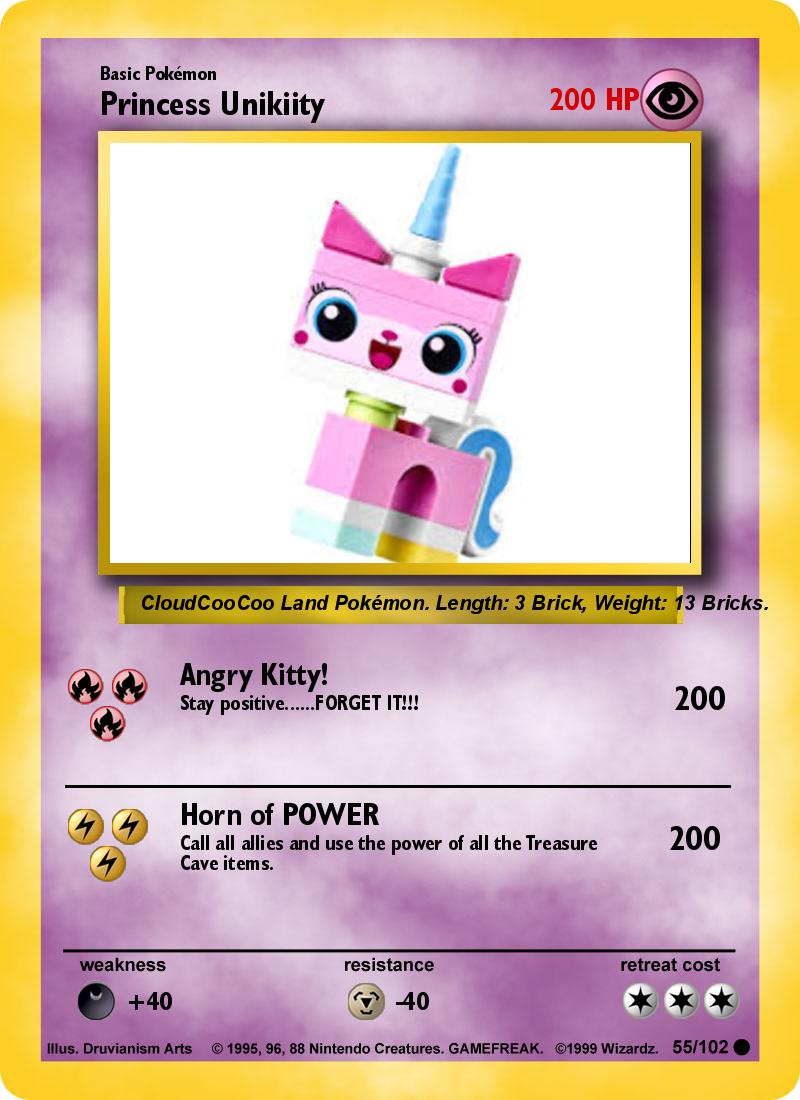 Basic Pokémon
Princess Unikiity
200 HP
CloudCooCoo Land Pokémon. Length: 3 Brick, Weight: 13 Bricks.
Angry Kitty!
Stay positive......FORGET IT!!!
200
Horn of POWER
Call all allies and use the power of all the Treasure
Cave items.
200
weakness
resistance
retreat cost
+40
-40
Illus. Druvianism Arts © 1995, 96, 88 Nintendo Creatures. GAMEFREAK. ©1999 Wizardz. 55/102